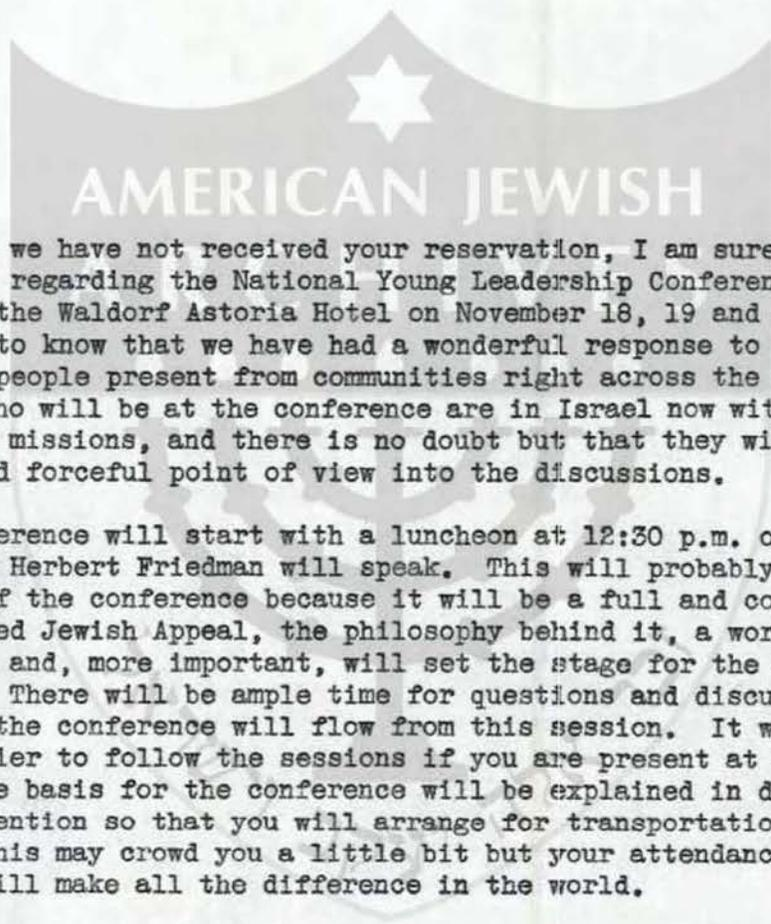 AMERICAN JEWISH
ARCHIVES
we have not received your reservation, I am sure
regarding the National Young Leadership Conferen
the Waldorf Astoria Hotel on November 18, 19 and
to know that we have had a wonderful response to
people present from communities right across the
no will be at the conference are in Israel now wit
missions, and there is no doubt but that they wi
d forceful point of view into the discussions.
erence will start with a luncheon at 12:30 p.m. o
Herbert Friedman will speak. This will probably
f the conference because it will be a full and co
ed Jewish Appeal, the philosophy behind it, a wor
and, more important, will set the stage for the
There will be ample time for questions and discu
the conference will flow from this session. It w
ier to follow the sessions if you are present at
e basis for the conference will be explained in d
ention so that you will arrange for transportatio
his may crowd you a little bit but your attendanc
ill make all the difference in the world.